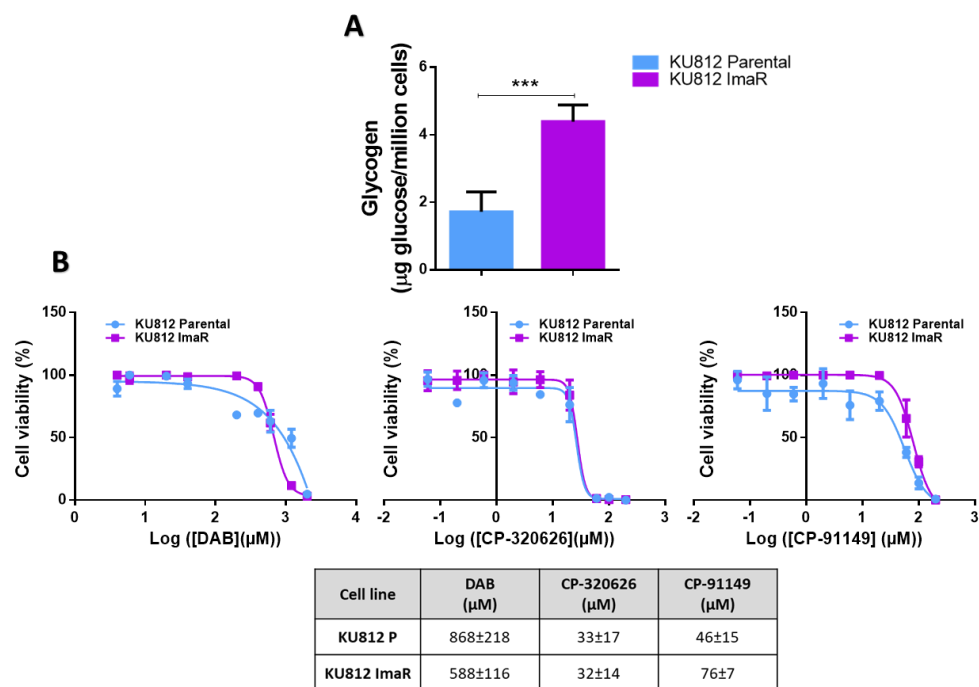 A
Glycogen
(µg glucose/million cells)
6
4
2
0
***
KU812 Parental
KU812 ImaR
B
Cell viability (%)
150
100
50
0
KU812 Parental
KU812 ImaR
0 1 2 3 4
Log ([DAB](µM))
Cell viability (%)
150
100
50
KU812 Parental
KU812 ImaR
-2 -1 0 1 2 3
Log ([CP-320626](µM))
Cell viability (%)
150
100
50
KU812 Parental
KU812 ImaR
-2 -1 0 1 2 3
Log ([CP-91149] (µM))
Cell line DAB (µM) CP-320626 (µM) CP-91149 (µM)
KU812 P 868±218 33±17 46±15
KU812 ImaR 588±116 32±14 76±7